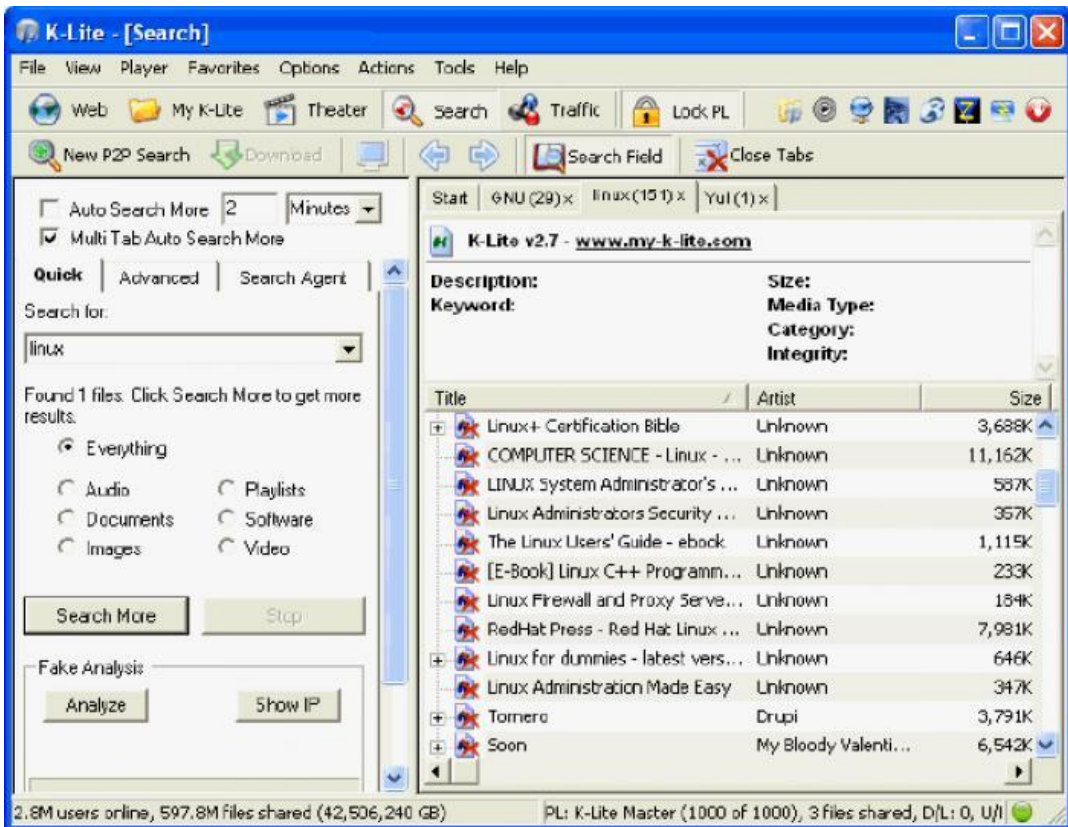 K-Lite - [Search]
File View Player Favorites Options Actions Tools Help
Web My K-Lite Theater Search Traffic Lock PL
New P2P Search Download Search Field Close Tabs
Auto Search More 2 Minutes
Multi Tab Auto Search More
Quick Advanced Search Agent
Search for:
linux
Found 1 files. Click Search More to get more
results.
Everything
Audio Playlists
Documents Software
Images Video
Search More Stop
Fake Analysis
Analyze Show IP
Start GNU (29) x linux(151) x Yul (1) x
K-Lite v2.7 - www.my-k-lite.com
Description: Size:
Keyword: Media Type:
Category:
Integrity:
Title Artist Size
Linux+ Certification Bible Unknown 3,688K
COMPUTER SCIENCE - Linux - ... Unknown 11,162K
LINUX System Administrator's ... Unknown 587K
Linux Administrators Security ... Unknown 357K
The Linux Users' Guide - ebook Unknown 1,115K
[E-Book] Linux C++ Programm... Unknown 233K
Linux Firewall and Proxy Serve... Unknown 184K
RedHat Press - Red Hat Linux ... Unknown 7,981K
Linux for dummies - latest vers... Unknown 646K
Linux Administration Made Easy Unknown 347K
Tornero Drupi 3,791K
Soon My Bloody Valenti... 6,542K
2.8M users online, 597.8M files shared (42,506,240 GB) PL: K-Lite Master (1000 of 1000), 3 files shared, D/L: 0, U/l